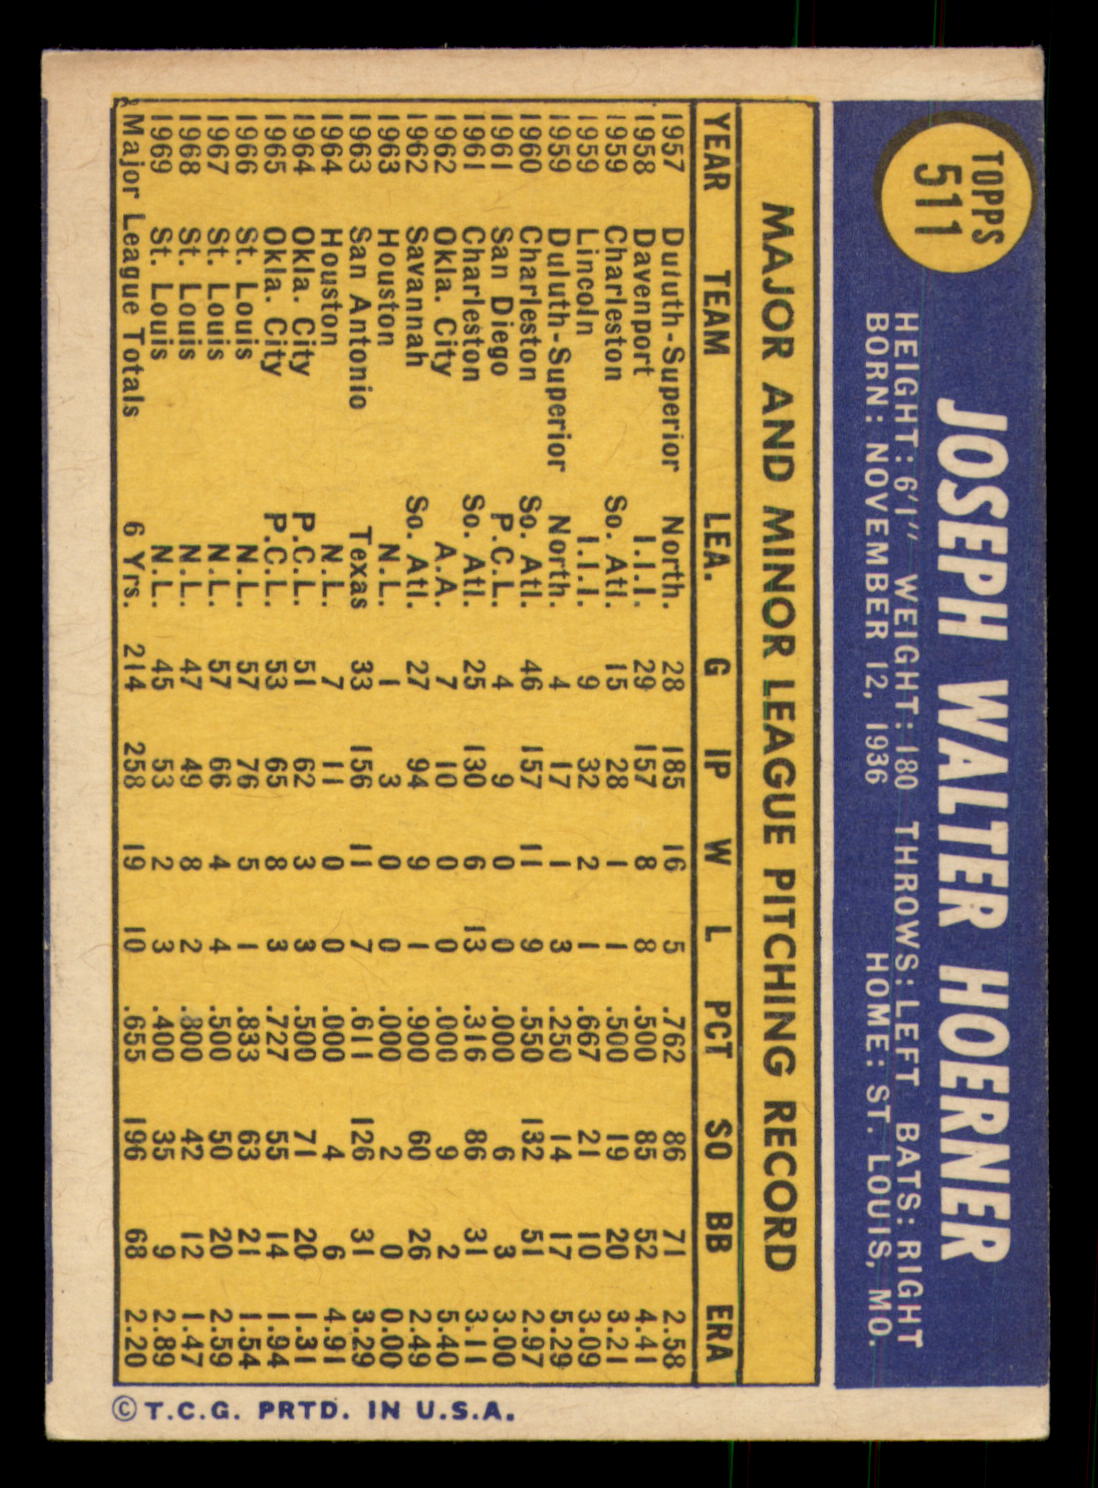 TOPPS
511
JOSEPH WALTER HOERNER
HEIGHT: 6'1" WEIGHT: 180 THROWS: LEFT BATS: RIGHT
BORN: NOVEMBER 12, 1936 HOME: ST. LOUIS, MO.
MAJOR AND MINOR LEAGUE PITCHING RECORD
YEAR TEAM LEA. G IP W L PCT SO BB ERA
1957 Duluth-Superior North. 28 185 16 5 .762 86 71 2.58
1958 Davenport I.I.I. 29 157 8 8 .500 85 52 4.41
1959 Charleston So. Atl. 15 28 1 1 .500 19 20 3.21
1959 Lincoln I.I.I. 9 32 2 1 .667 21 10 3.09
1959 Duluth-Superior North. 4 17 1 3 .250 14 17 5.29
1960 Charleston So. Atl. 46 157 11 9 .550 132 51 2.97
1961 San Diego P.C.L. 4 9 0 0 .000 6 3 3.00
1961 Charleston So. Atl. 25 130 6 13 .316 86 31 3.11
1962 Okla. City A.A. 7 10 0 0 .000 9 2 5.40
1962 Savannah So. Atl. 27 94 9 1 .900 60 26 2.49
1963 Houston N.L. 1 3 0 0 .000 2 0 0.00
1963 San Antonio Texas 33 156 11 7 .611 126 31 3.29
1964 Houston N.L. 7 11 0 0 .000 4 6 4.91
1964 Okla. City P.C.L. 51 62 3 3 .500 71 20 1.31
1965 Okla. City P.C.L. 53 65 8 3 .727 55 14 1.94
1966 St. Louis N.L. 57 76 5 1 .833 63 21 1.54
1967 St. Louis N.L. 57 66 4 4 .500 50 20 2.59
1968 St. Louis N.L. 47 49 8 2 .800 42 12 1.47
1969 St. Louis N.L. 45 53 2 3 .400 35 9 2.89
Major League Totals 6 Yrs. 214 258 19 10 .655 196 68 2.20
© T.C.G. PRTD. IN U.S.A.